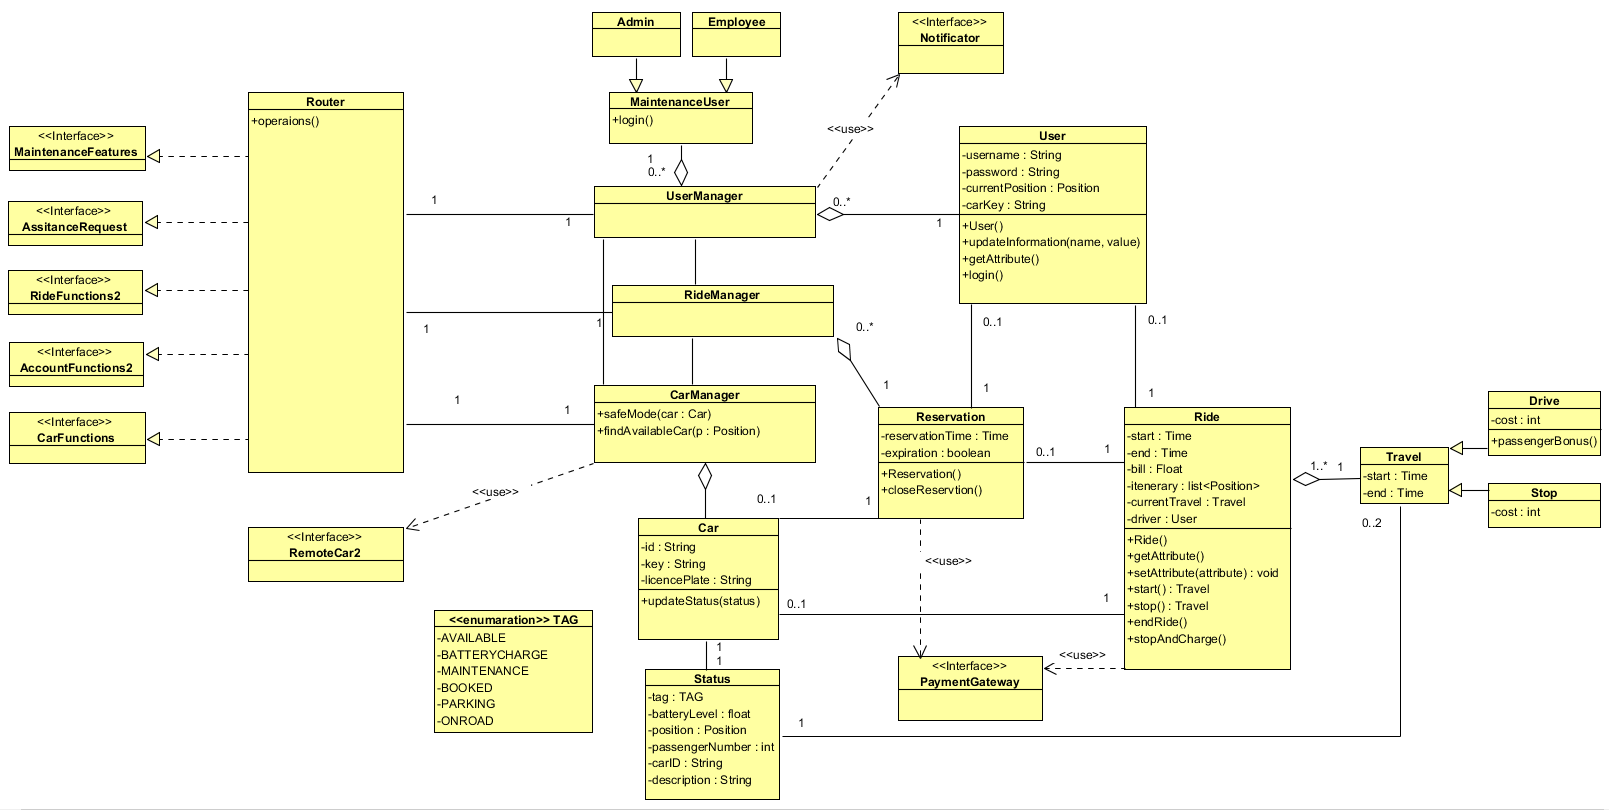 Admin
Employee
<<Interface>>
Notificator
MaintenanceUser
+login()
<<use>>
Router
+operaions()
<<Interface>>
MaintenanceFeatures
<<Interface>>
AssitanceRequest
<<Interface>>
RideFunctions2
<<Interface>>
AccountFunctions2
<<Interface>>
CarFunctions
1
0..*
UserManager
1
1
0..*
1
User
-username : String
-password : String
-currentPosition : Position
-carKey : String
+User()
+updateInformation(name, value)
+getAttribute()
+login()
RideManager
1
1
0..*
1
0..1
1
0..1
1
CarManager
+safeMode(car : Car)
+findAvailableCar(p : Position)
1
1
<<use>>
<<Interface>>
RemoteCar2
Reservation
-reservationTime : Time
-expiration : boolean
+Reservation()
+closeReservtion()
0..1
1
0..1
1
Ride
-start : Time
-end : Time
-bill : Float
-itenerary : list<Position>
-currentTravel : Travel
-driver : User
+Ride()
+getAttribute()
+setAttribute(attribute) : void
+start() : Travel
+stop() : Travel
+endRide()
+stopAndCharge()
1..*
1
Travel
-start : Time
-end : Time
0..2
Drive
-cost : int
+passengerBonus()
Stop
-cost : int
Car
-id : String
-key : String
-licencePlate : String
+updateStatus(status)
0..1
1
<<use>>
<<use>>
<<Interface>>
PaymentGateway
<<enumaration>> TAG
-AVAILABLE
-BATTERYCHARGE
-MAINTENANCE
-BOOKED
-PARKING
-ONROAD
1
1
Status
-tag : TAG
-batteryLevel : float
-position : Position
-passengerNumber : int
-carID : String
-description : String
1